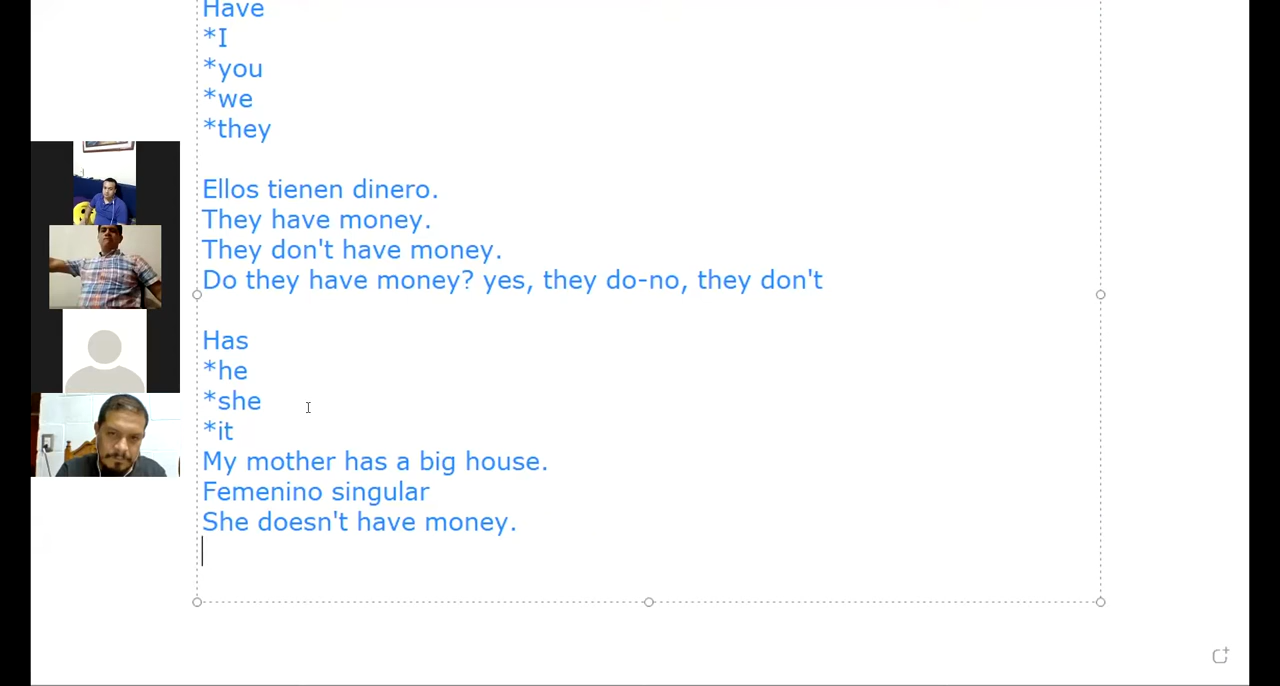 Have
*I
*you
*we
*they
Ellos tienen dinero.
They have money.
They don't have money.
Do they have money? yes, they do-no, they don't
Has
*he
*she
*it
My mother has a big house.
Femenino singular
She doesn't have money.